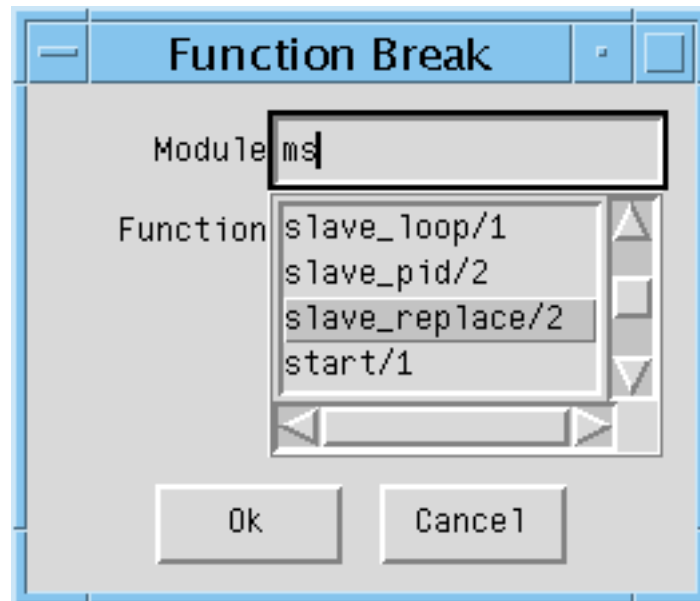 Function Break
Module ms
Function
slave_loop/1
slave_pid/2
slave_replace/2
start/1
Ok Cancel